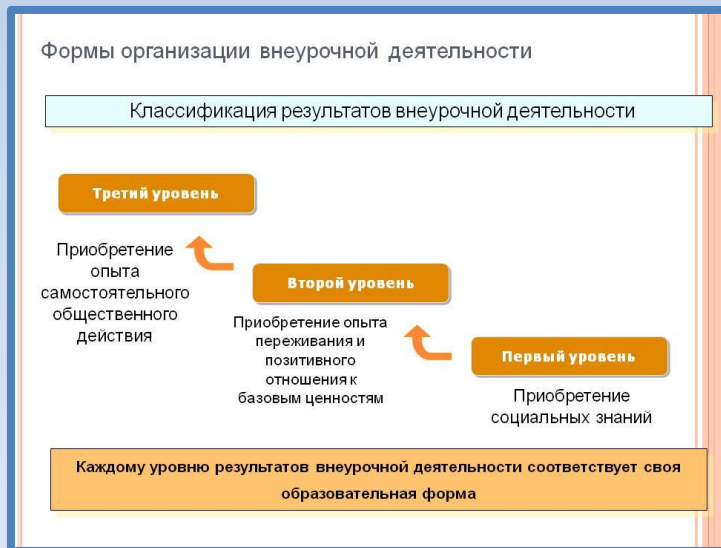 Формы организации внеурочной деятельности
Классификация результатов внеурочной деятельности
Третий уровень
Приобретение
опыта
самостоятельного
общественного
действия
Второй уровень
Приобретение опыта
переживания и
позитивного
отношения к
базовым ценностям
Первый уровень
Приобретение
социальных знаний
Каждому уровню результатов внеурочной деятельности соответствует своя
образовательная форма